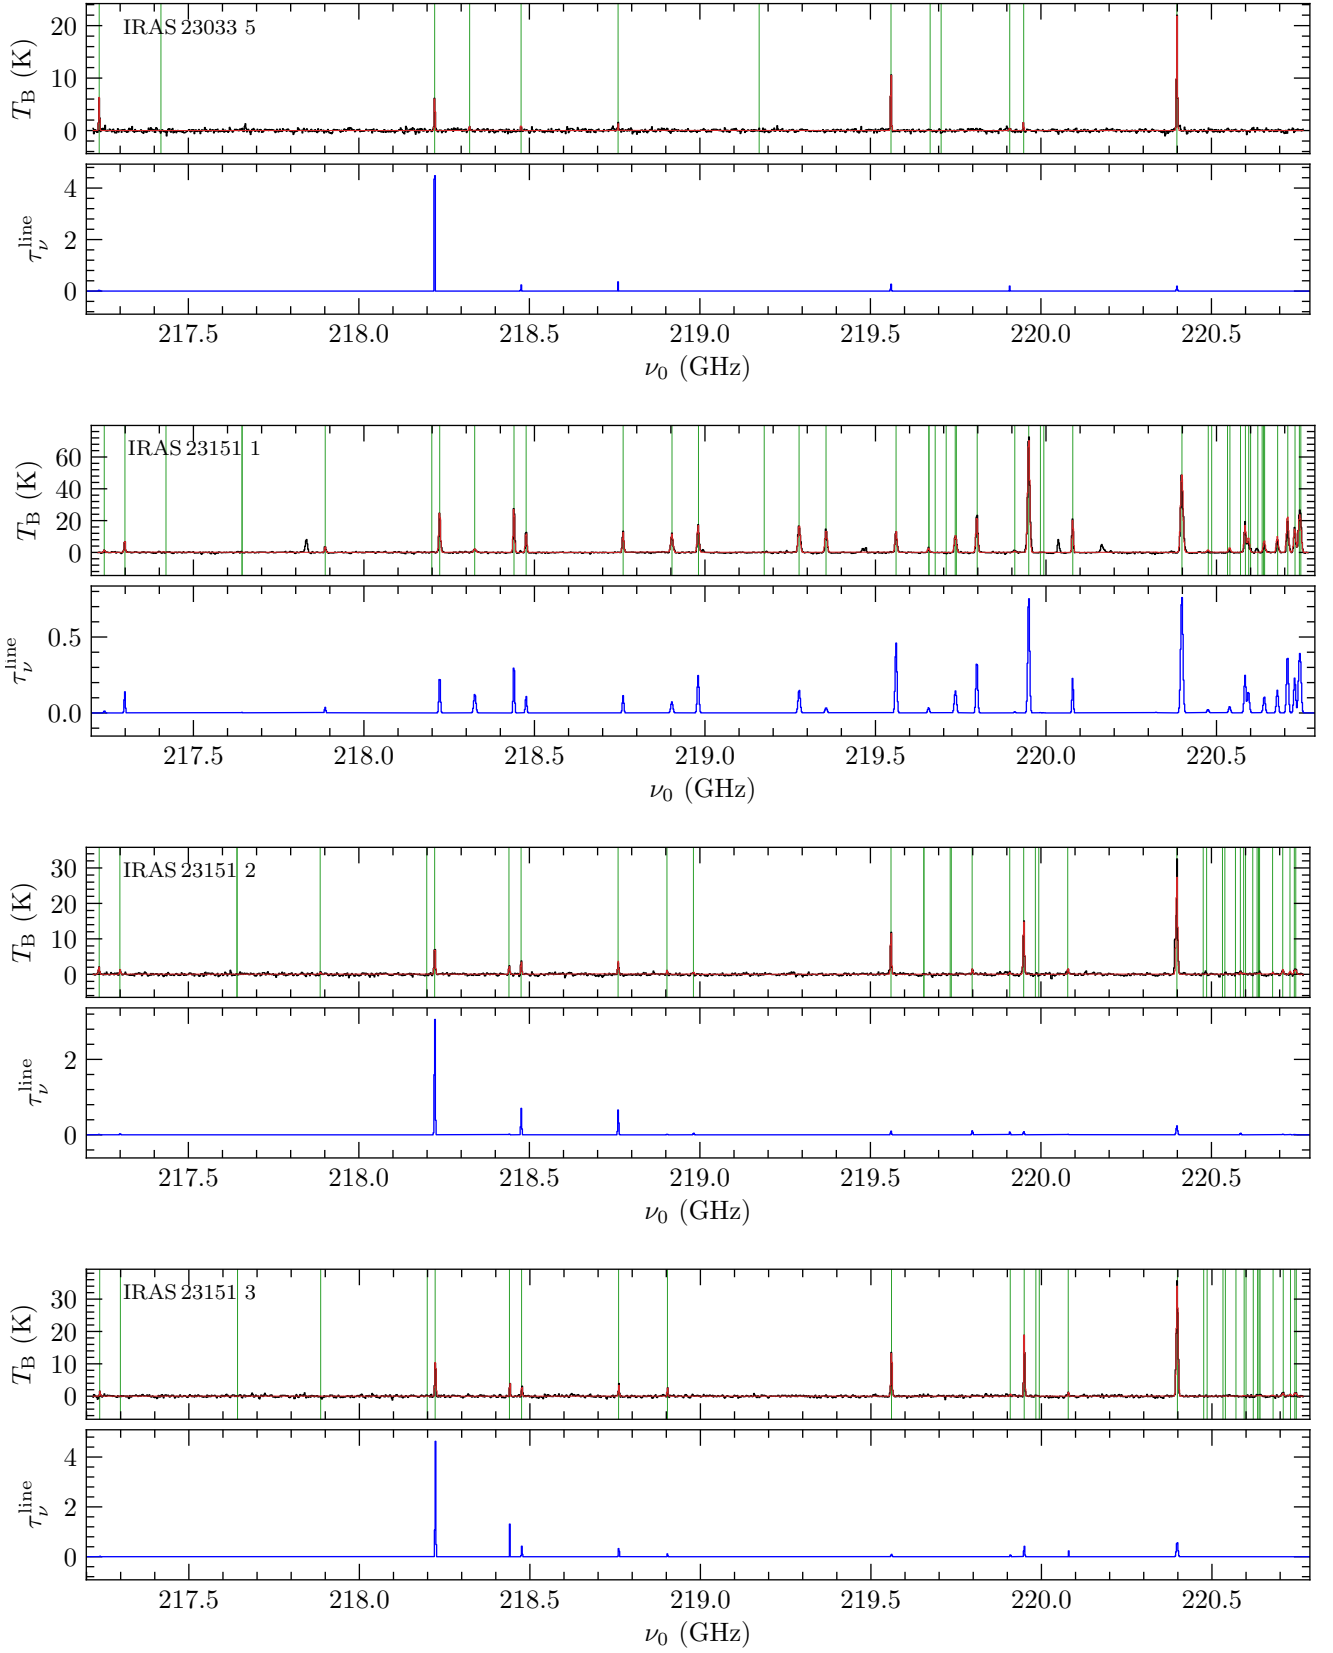 IRAS 23033 5
20
10
0
T_B (K)
4
2
0
τ_ν^line
217.5 218.0 218.5 219.0 219.5 220.0 220.5
ν_0 (GHz)
IRAS 23151 1
60
40
20
0
T_B (K)
0.5
0.0
τ_ν^line
217.5 218.0 218.5 219.0 219.5 220.0 220.5
ν_0 (GHz)
IRAS 23151 2
30
20
10
0
T_B (K)
2
0
τ_ν^line
217.5 218.0 218.5 219.0 219.5 220.0 220.5
ν_0 (GHz)
IRAS 23151 3
30
20
10
0
T_B (K)
4
2
0
τ_ν^line
217.5 218.0 218.5 219.0 219.5 220.0 220.5
ν_0 (GHz)